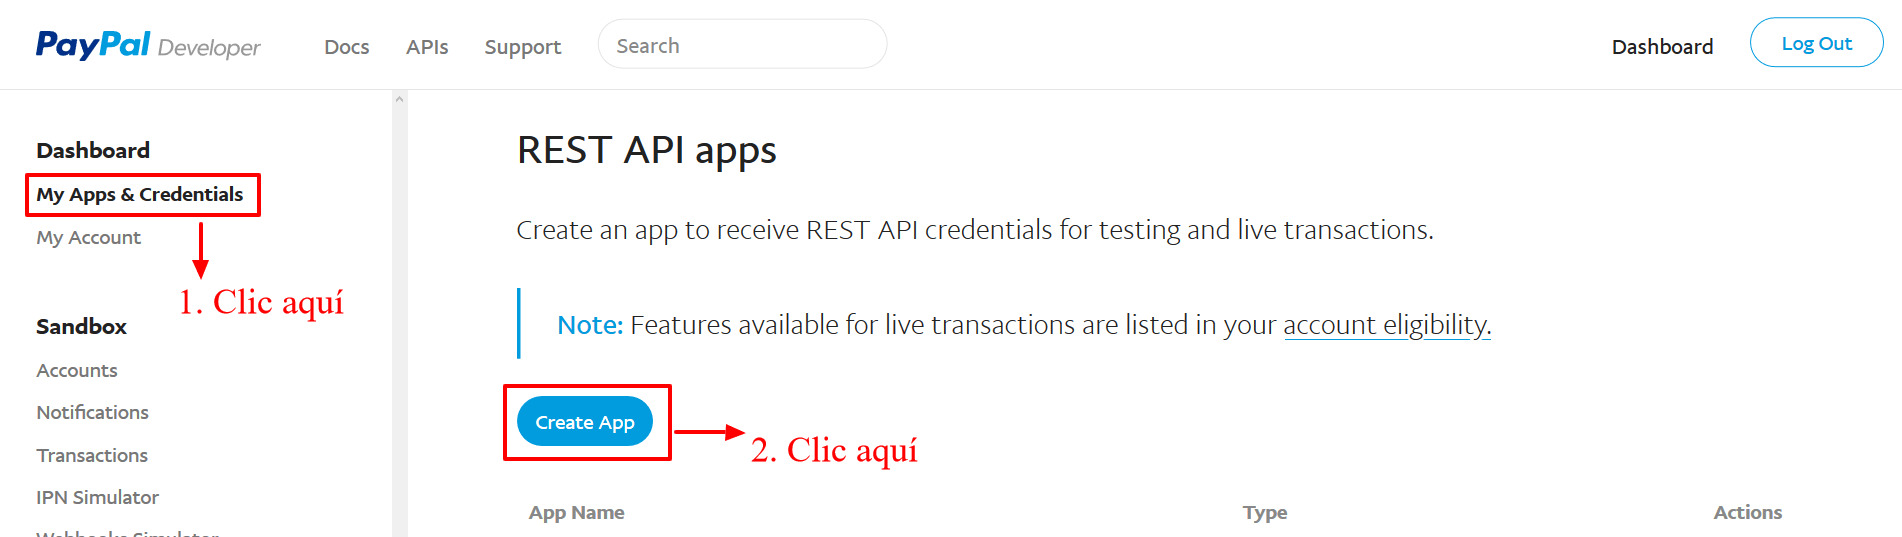 PayPal Developer
Docs APIs Support Search Dashboard Log Out
Dashboard
My Apps & Credentials
My Account
1. Clic aquí
Sandbox
Accounts
Notifications
Transactions
IPN Simulator
Webhooks Simulator
REST API apps
Create an app to receive REST API credentials for testing and live transactions.
Note: Features available for live transactions are listed in your account eligibility.
Create App
2. Clic aquí
App Name Type Actions